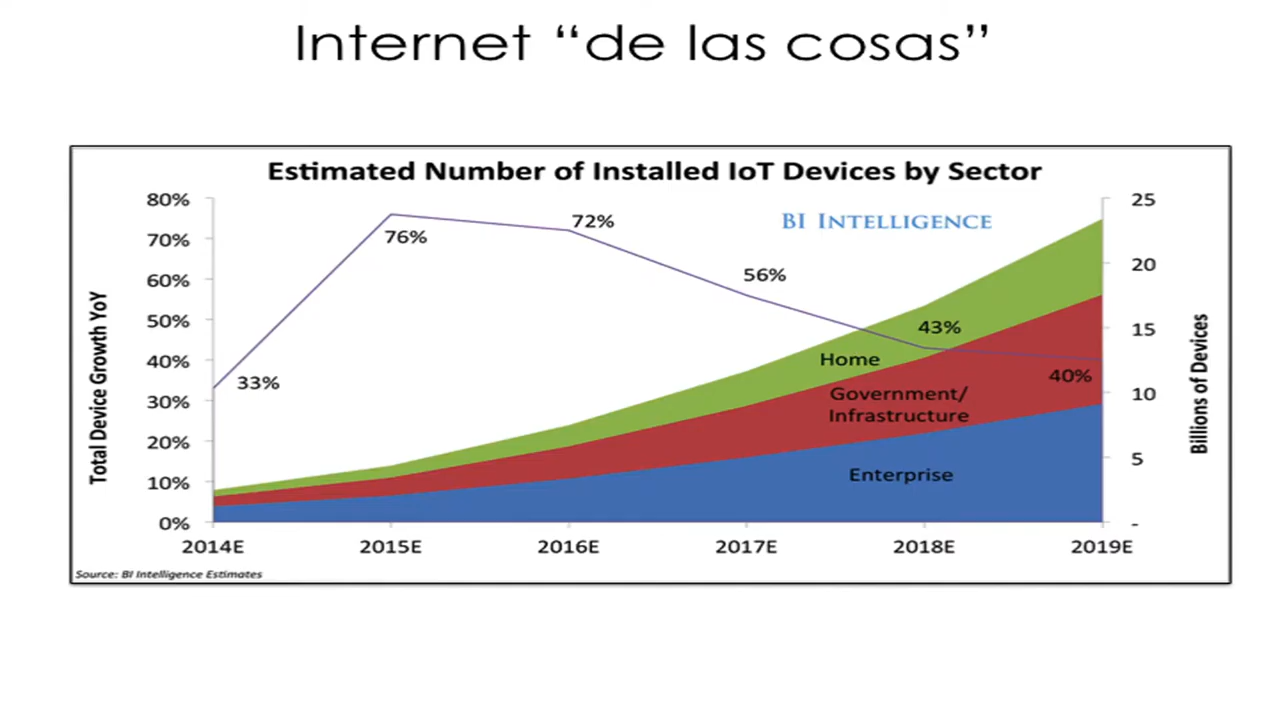 Internet “de las cosas”
Estimated Number of Installed IoT Devices by Sector
BI INTELLIGENCE
Total Device Growth YoY
80%
70%
60%
50%
40%
30%
20%
10%
0%
33%
76%
72%
56%
43%
40%
Home
Government/
Infrastructure
Enterprise
25
20
15
10
5
-
Billions of Devices
2014E 2015E 2016E 2017E 2018E 2019E
Source: BI Intelligence Estimates